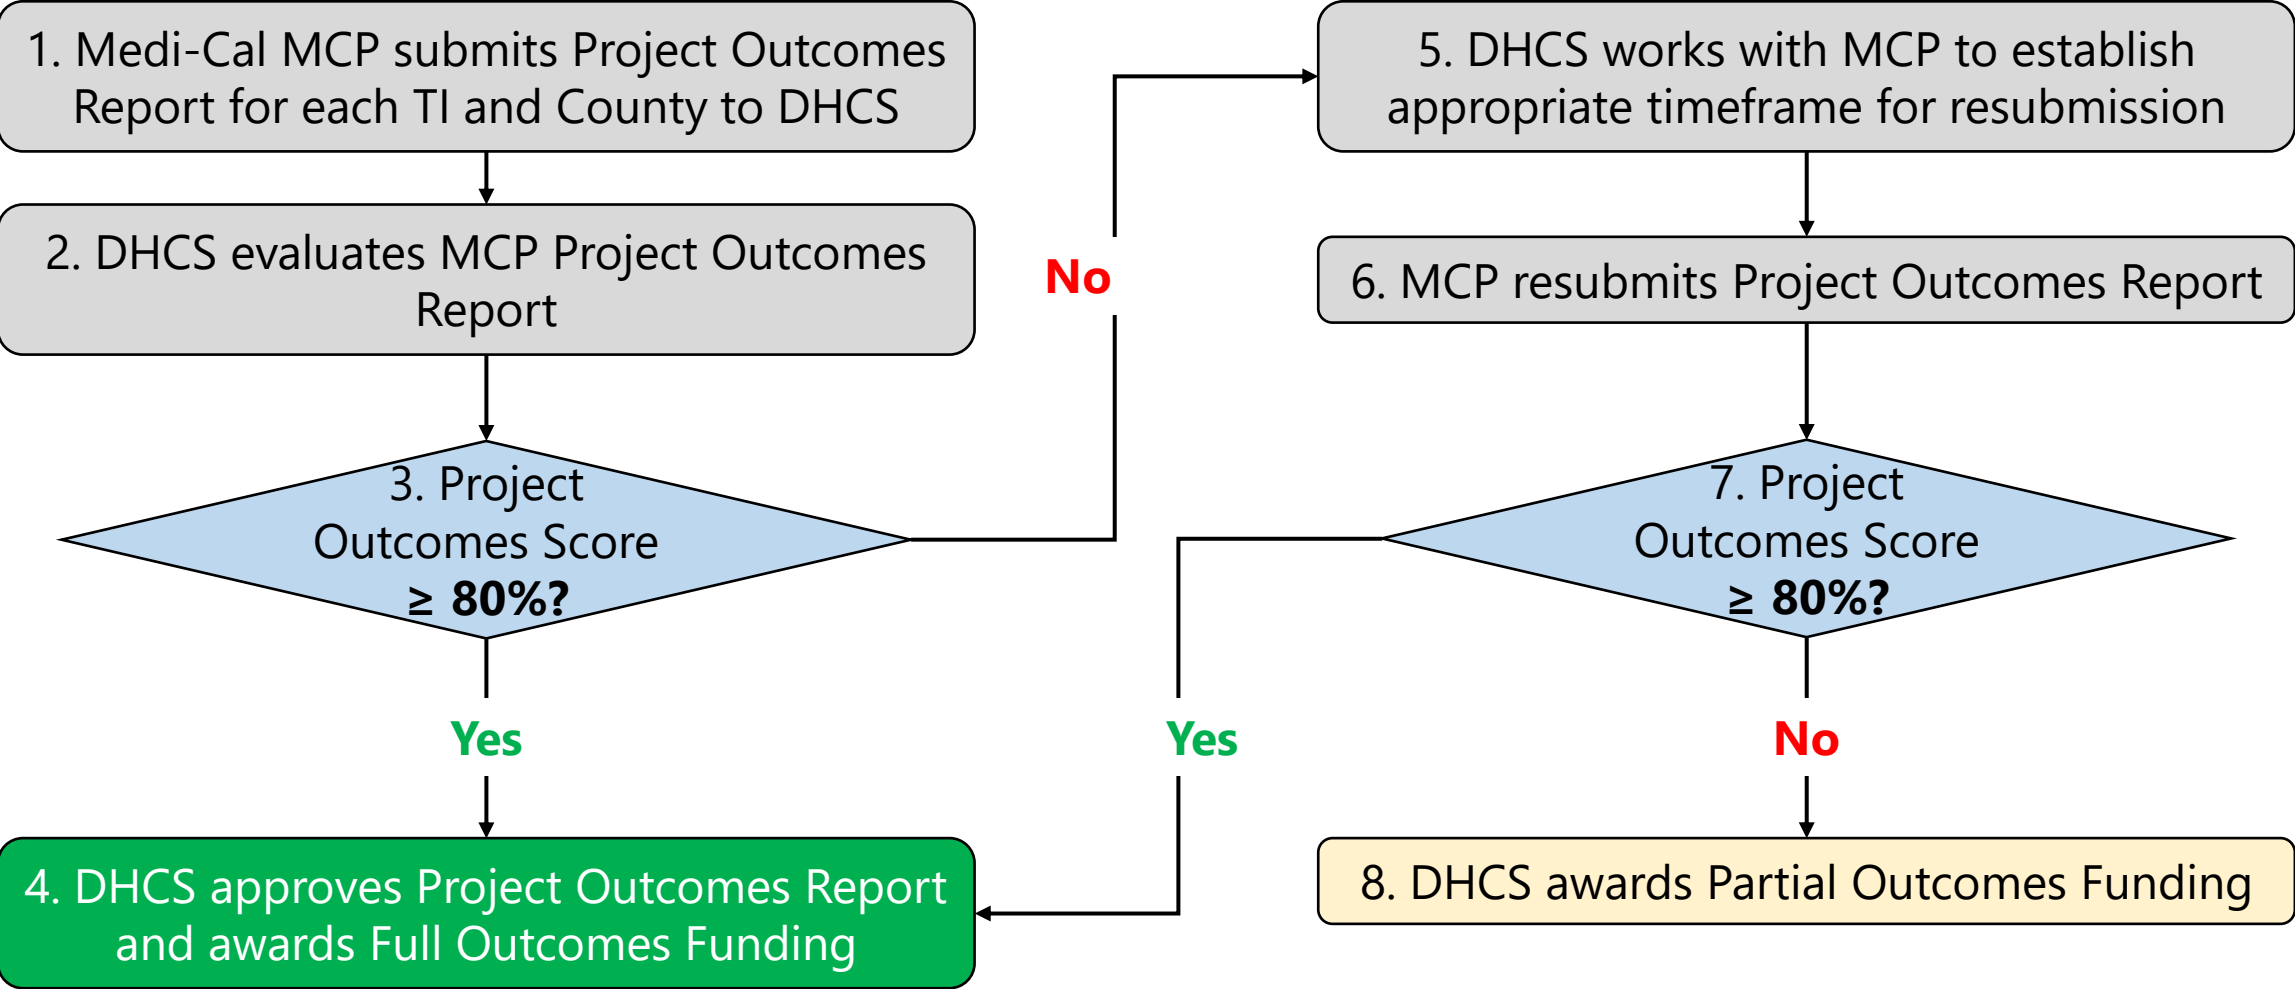 1. Medi-Cal MCP submits Project Outcomes
Report for each TI and County to DHCS
2. DHCS evaluates MCP Project Outcomes
Report
3. Project
Outcomes Score
≥ 80%?
Yes
4. DHCS approves Project Outcomes Report
and awards Full Outcomes Funding
No
5. DHCS works with MCP to establish
appropriate timeframe for resubmission
6. MCP resubmits Project Outcomes Report
7. Project
Outcomes Score
≥ 80%?
Yes
No
8. DHCS awards Partial Outcomes Funding